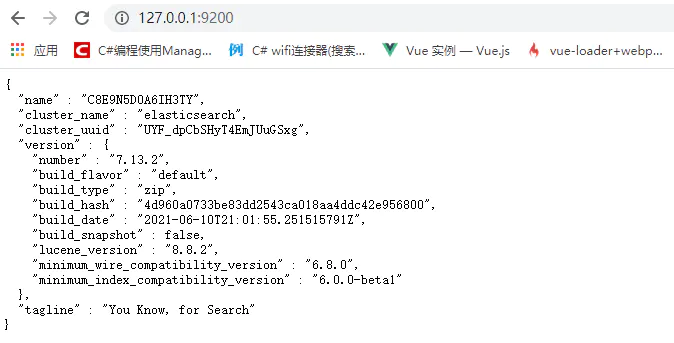 127.0.0.1:9200
应用 C#编程使用Manag... C# wifi连接器(搜索... Vue 实例 — Vue.js vue-loader+webp...
{
"name" : "C8E9N5D0A6IH3TY",
"cluster_name" : "elasticsearch",
"cluster_uuid" : "UYF_dpCbSHyT4EmJUuGSxg",
"version" : {
"number" : "7.13.2",
"build_flavor" : "default",
"build_type" : "zip",
"build_hash" : "4d960a0733be83dd2543ca018aa4ddc42e956800",
"build_date" : "2021-06-10T21:01:55.251515791Z",
"build_snapshot" : false,
"lucene_version" : "8.8.2",
"minimum_wire_compatibility_version" : "6.8.0",
"minimum_index_compatibility_version" : "6.0.0-beta1"
},
"tagline" : "You Know, for Search"
}